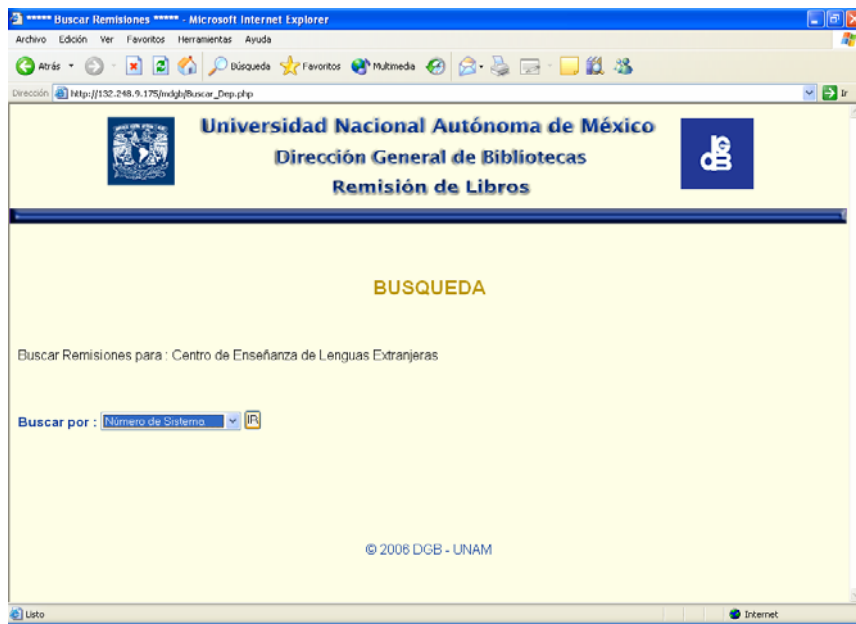 ***** Buscar Remisiones ***** - Microsoft Internet Explorer
Archivo Edición Ver Favoritos Herramientas Ayuda
Atrás Búsqueda Favoritos Multimedia
Dirección http://132.248.9.175/mdgb/Buscar_Dep.php Ir
Universidad Nacional Autónoma de México
Dirección General de Bibliotecas
Remisión de Libros
BUSQUEDA
Buscar Remisiones para : Centro de Enseñanza de Lenguas Extranjeras
Buscar por : Número de Sistema IR
© 2006 DGB - UNAM
Listo Internet